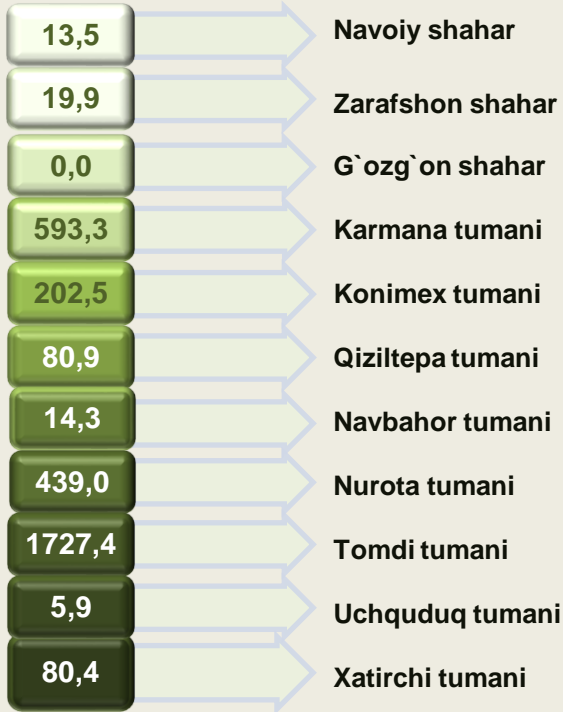 13,5 Navoiy shahar
19,9 Zarafshon shahar
0,0 G`ozg`on shahar
593,3 Karmana tumani
202,5 Konimex tumani
80,9 Qiziltepa tumani
14,3 Navbahor tumani
439,0 Nurota tumani
1727,4 Tomdi tumani
5,9 Uchquduq tumani
80,4 Xatirchi tumani